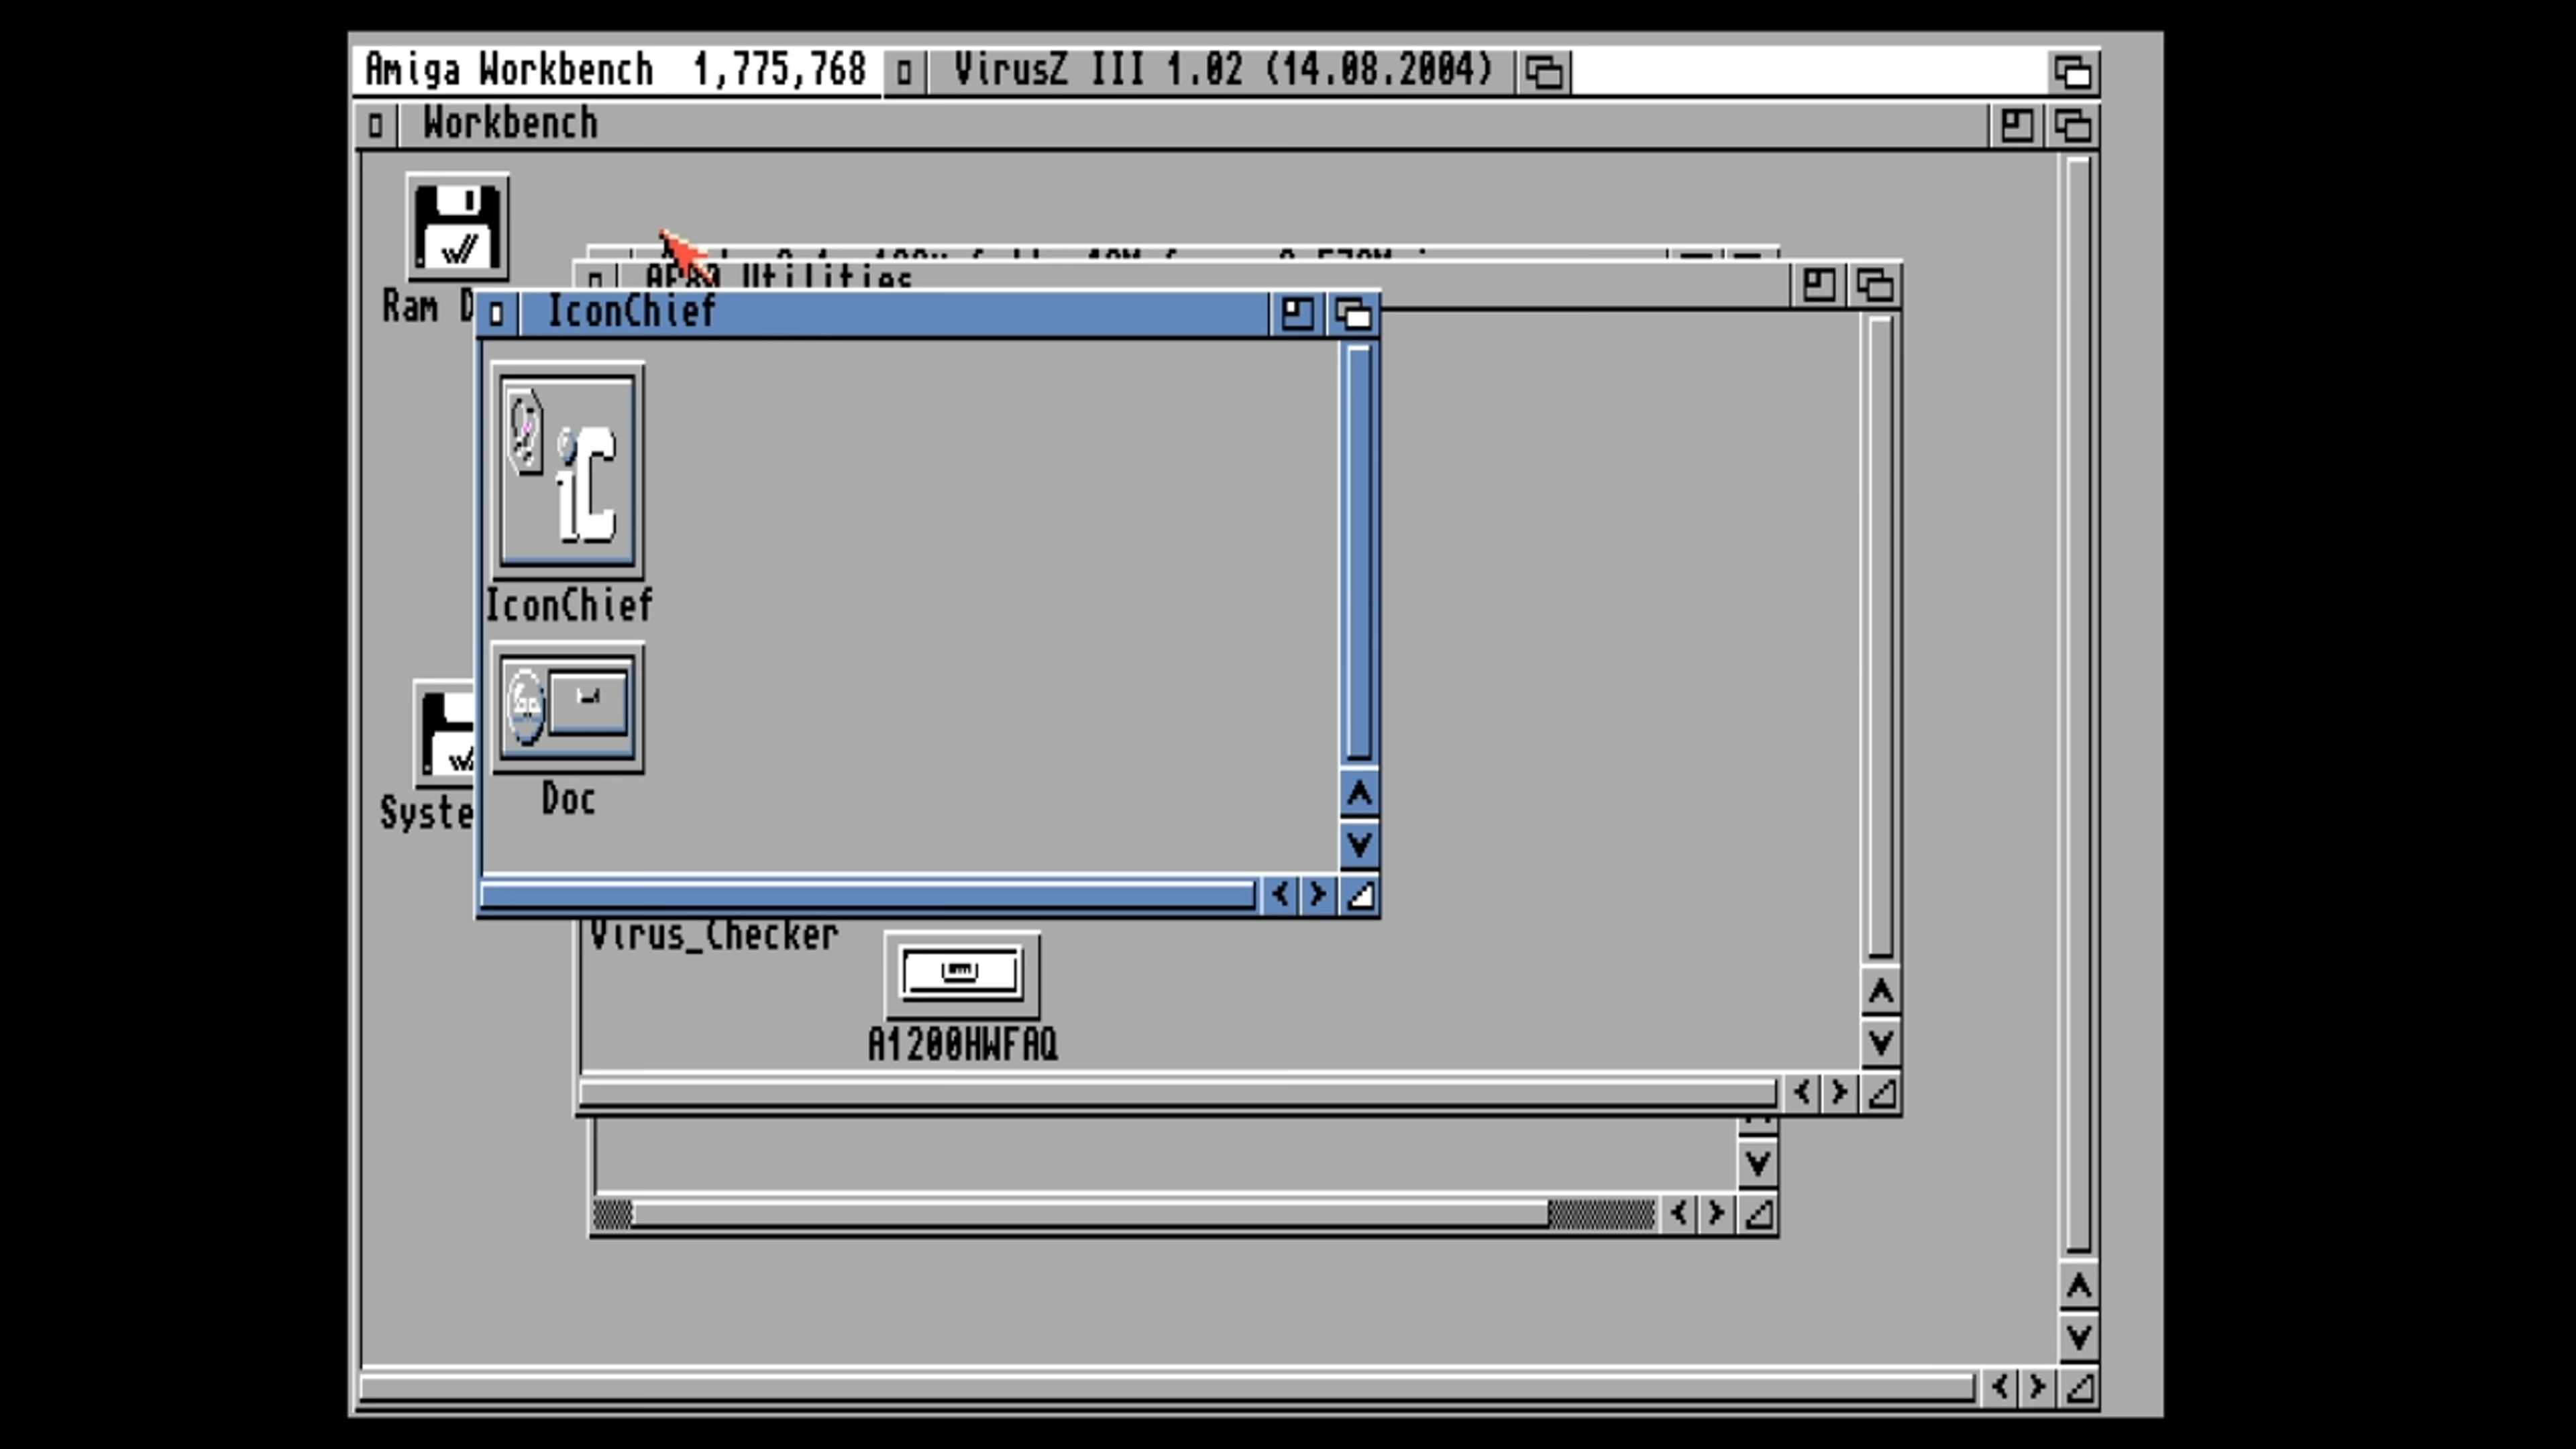 Amiga Workbench 1,775,768
VirusZ III 1.02 (14.08.2004)
Workbench
Ram
Utilities
IconChief
iC
IconChief
Doc
Virus_Checker
A1200HWFAQ